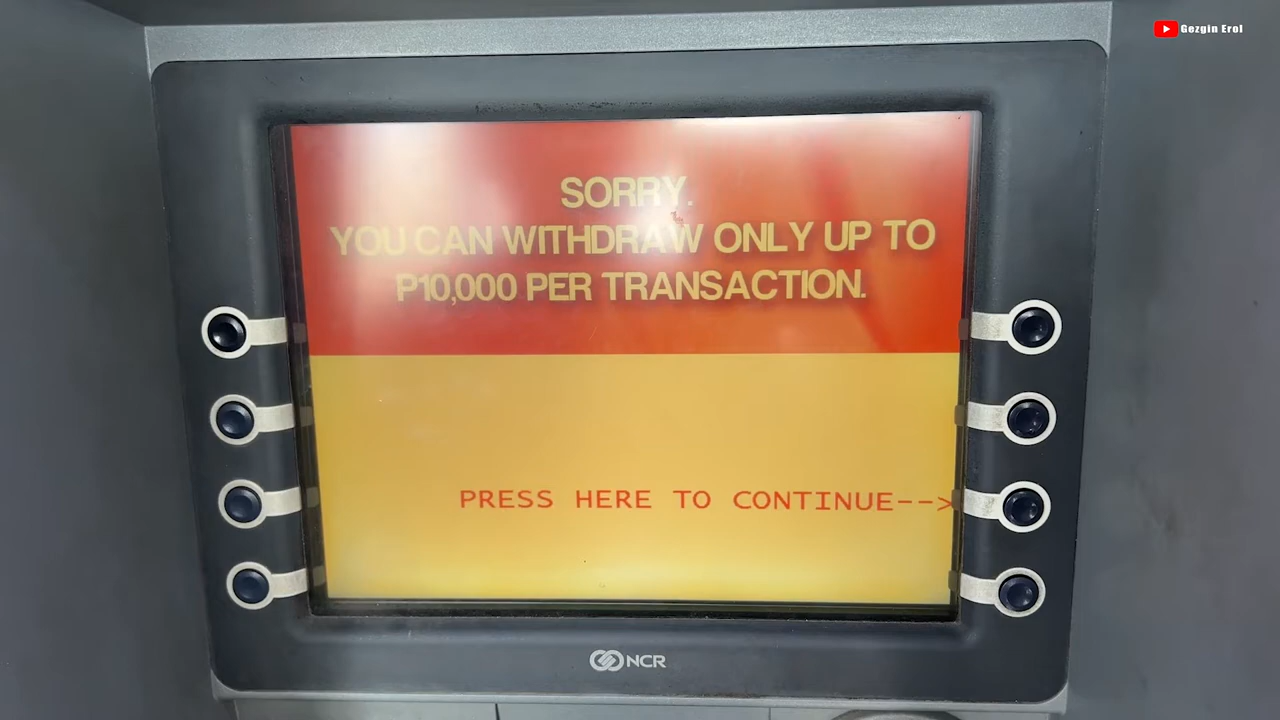 Gezgin Erol
SORRY.
YOU CAN WITHDRAW ONLY UP TO
P10,000 PER TRANSACTION.
PRESS HERE TO CONTINUE-->
NCR